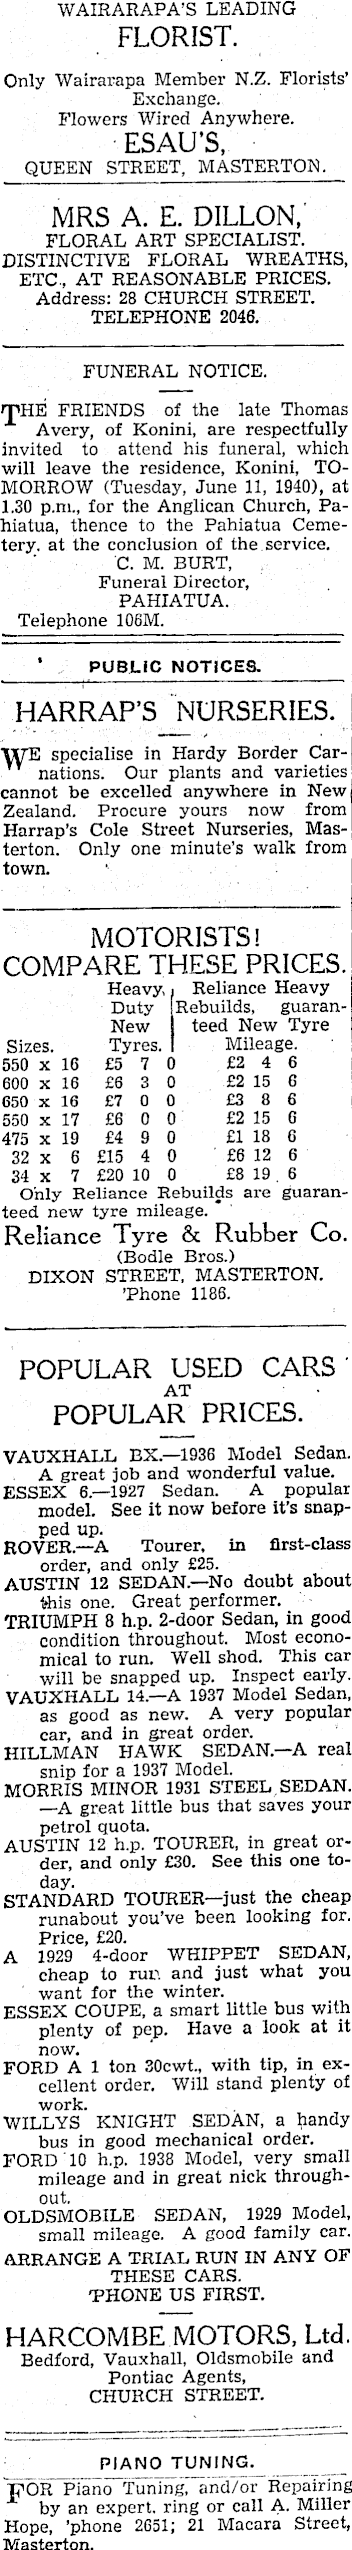 WAIRARAPA'S LEADING
FLORIST.
Only Wairarapa Member N.Z. Florists'
Exchange.
Flowers Wired Anywhere.
ESAU'S,
QUEEN STREET, MASTERTON.
MRS A. E. DILLON,
FLORAL ART SPECIALIST.
DISTINCTIVE FLORAL WREATHS,
ETC., AT REASONABLE PRICES.
Address: 28 CHURCH STREET.
TELEPHONE 2046.
FUNERAL NOTICE.
THE FRIENDS of the late Thomas
Avery, of Konini, are respectfully
invited to attend his funeral, which
will leave the residence, Konini, TO-
MORROW (Tuesday, June 11, 1940), at
1.30 p.m., for the Anglican Church, Pa-
hiatua, thence to the Pahiatua Ceme-
tery. at the conclusion of the service.
C. M. BURT,
Funeral Director,
PAHIATUA.
Telephone 106M.
PUBLIC NOTICES.
HARRAP'S NURSERIES.
WE specialise in Hardy Border Car-
nations. Our plants and varieties
cannot be excelled anywhere in New
Zealand. Procure yours now from
Harrap's Cole Street Nurseries, Mas-
terton. Only one minute's walk from
town.
MOTORISTS!
COMPARE THESE PRICES.
Heavy, Reliance Heavy
Duty Rebuilds, guaran-
New teed New Tyre
Sizes. Tyres. Mileage.
550 x 16 £5 7 0 £2 4 6
600 x 16 £6 3 0 £2 15 6
650 x 16 £7 0 0 £3 8 6
550 x 17 £6 0 0 £2 15 6
475 x 19 £4 9 0 £1 18 6
32 x 6 £15 4 0 £6 12 6
34 x 7 £20 10 0 £8 19 6
Only Reliance Rebuilds are guaran-
teed new tyre mileage.
Reliance Tyre & Rubber Co.
(Bodle Bros.)
DIXON STREET, MASTERTON.
'Phone 1186.
POPULAR USED CARS
AT
POPULAR PRICES.
VAUXHALL BX.—1936 Model Sedan.
A great job and wonderful value.
ESSEX 6.—1927 Sedan. A popular
model. See it now before it's snap-
ped up.
ROVER.—A Tourer, in first-class
order, and only £25.
AUSTIN 12 SEDAN.—No doubt about
this one. Great performer.
TRIUMPH 8 h.p. 2-door Sedan, in good
condition throughout. Most econo-
mical to run. Well shod. This car
will be snapped up. Inspect early.
VAUXHALL 14.—A 1937 Model Sedan,
as good as new. A very popular
car, and in great order.
HILLMAN HAWK SEDAN.—A real
snip for a 1937 Model.
MORRIS MINOR 1931 STEEL SEDAN.
—A great little bus that saves your
petrol quota.
AUSTIN 12 h.p. TOURER, in great or-
der, and only £30. See this one to-
day.
STANDARD TOURER—just the cheap
runabout you've been looking for.
Price, £20.
A 1929 4-door WHIPPET SEDAN,
cheap to run and just what you
want for the winter.
ESSEX COUPE, a smart little bus with
plenty of pep. Have a look at it
now.
FORD A 1 ton 30cwt., with tip, in ex-
cellent order. Will stand plenty of
work.
WILLYS KNIGHT SEDAN, a handy
bus in good mechanical order.
FORD 10 h.p. 1938 Model, very small
mileage and in great nick through-
out.
OLDSMOBILE SEDAN, 1929 Model,
small mileage. A good family car.
ARRANGE A TRIAL RUN IN ANY OF
THESE CARS.
'PHONE US FIRST.
HARCOMBE MOTORS, Ltd.
Bedford, Vauxhall, Oldsmobile and
Pontiac Agents,
CHURCH STREET.
PIANO TUNING.
FOR Piano Tuning, and/or Repairing
by an expert, ring or call A. Miller
Hope, 'phone 2651; 21 Macara Street,
Masterton.